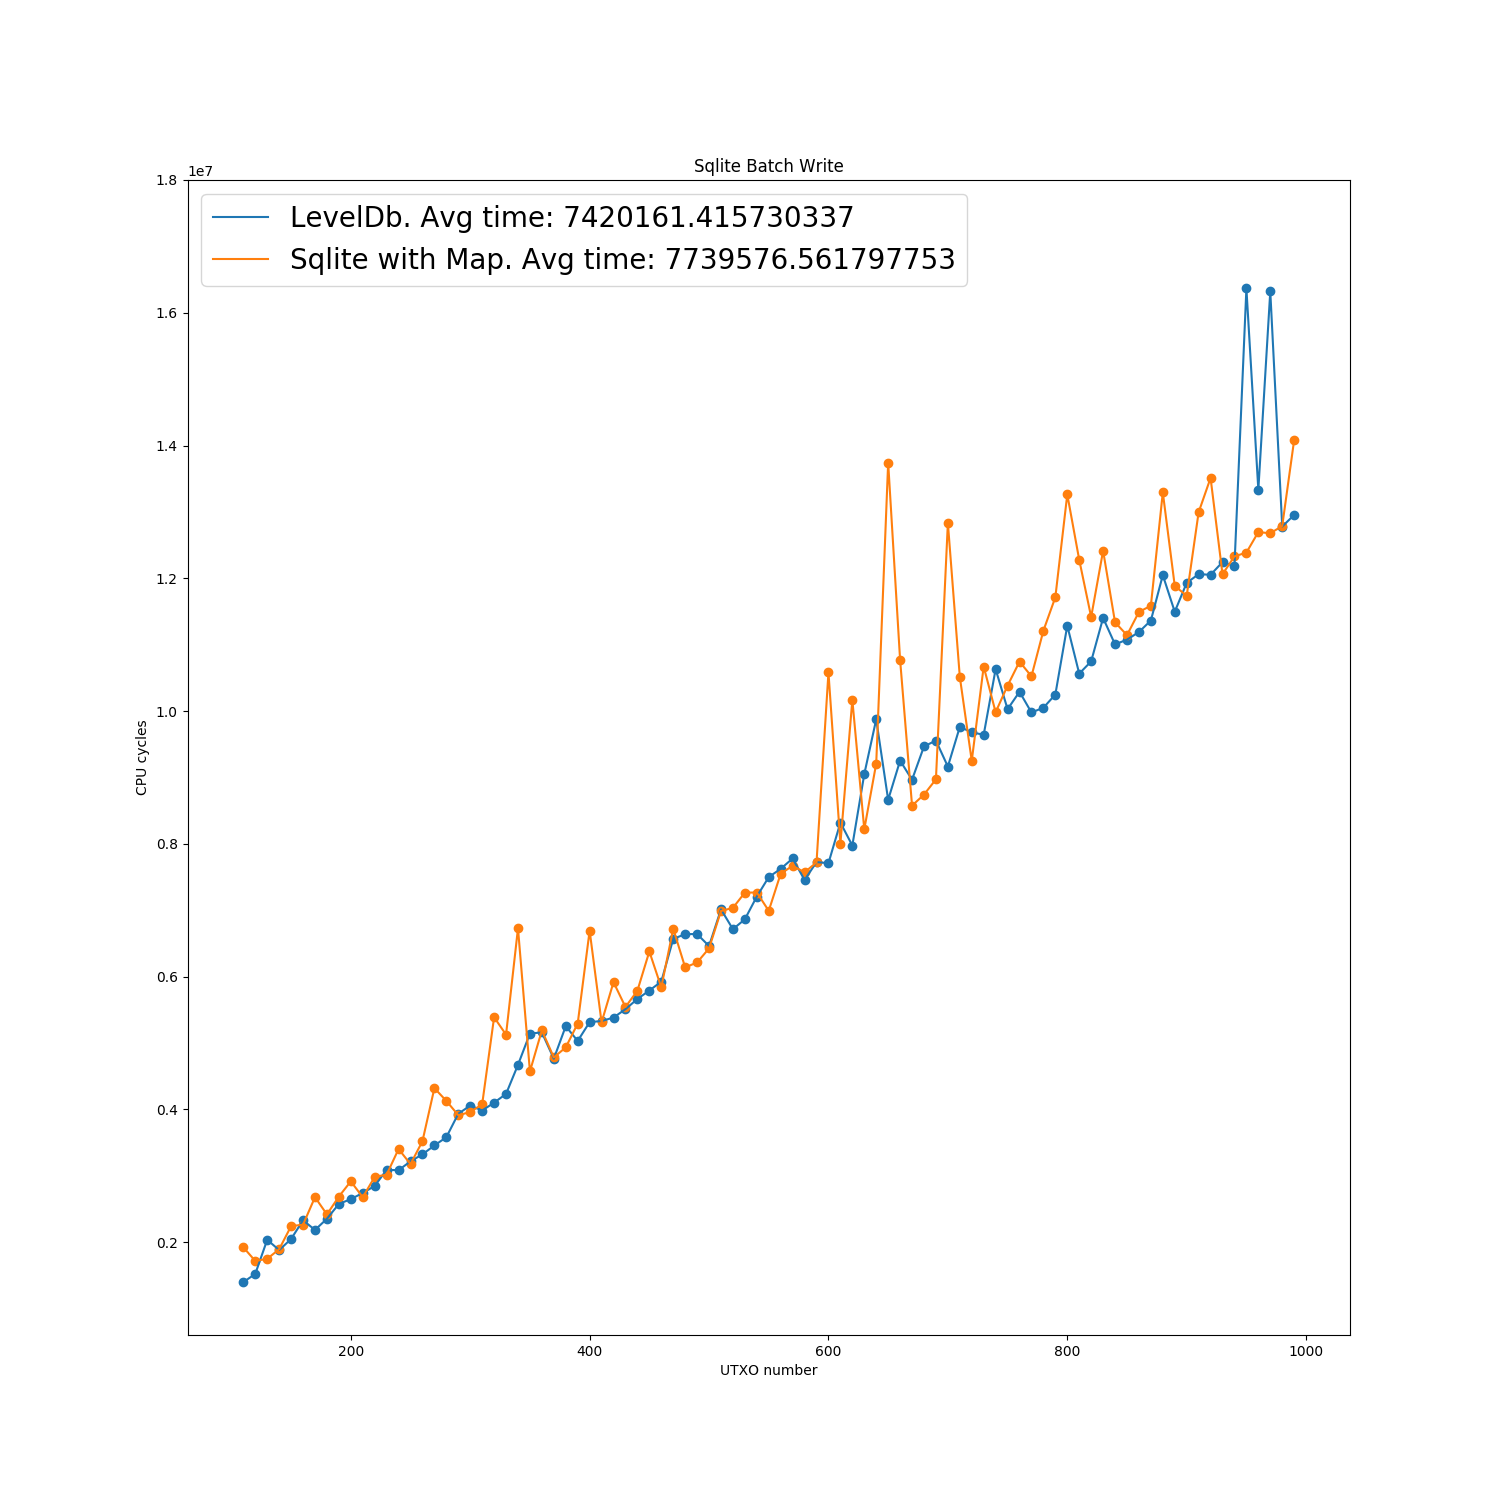 Sqlite Batch Write
1e7
1.8
1.6
1.4
1.2
1.0
0.8
0.6
0.4
0.2
CPU cycles
LevelDb. Avg time: 7420161.415730337
Sqlite with Map. Avg time: 7739576.561797753
200 400 600 800 1000
UTXO number